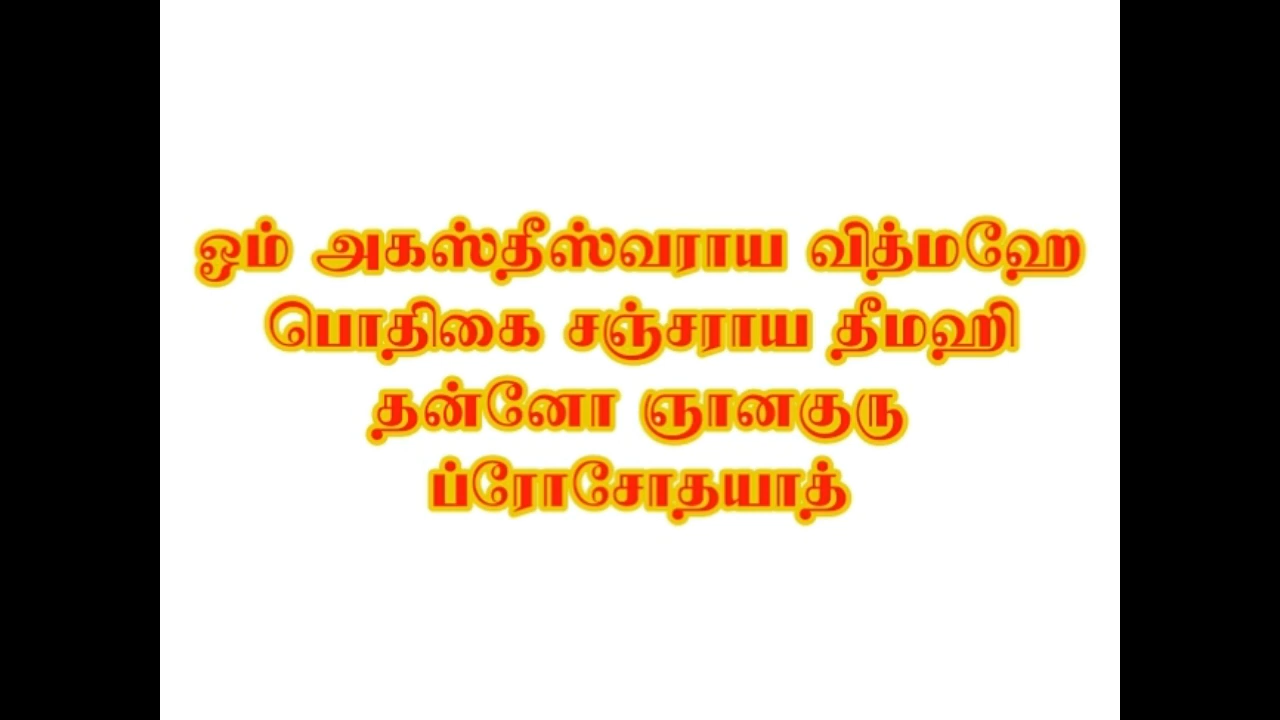 ஓம் அகஸ்தீஸ்வராய வித்மஹே
பொதிகை சஞ்சராய தீமஹி
தன்னோ ஞானகுரு
ப்ரோசோதயாத்